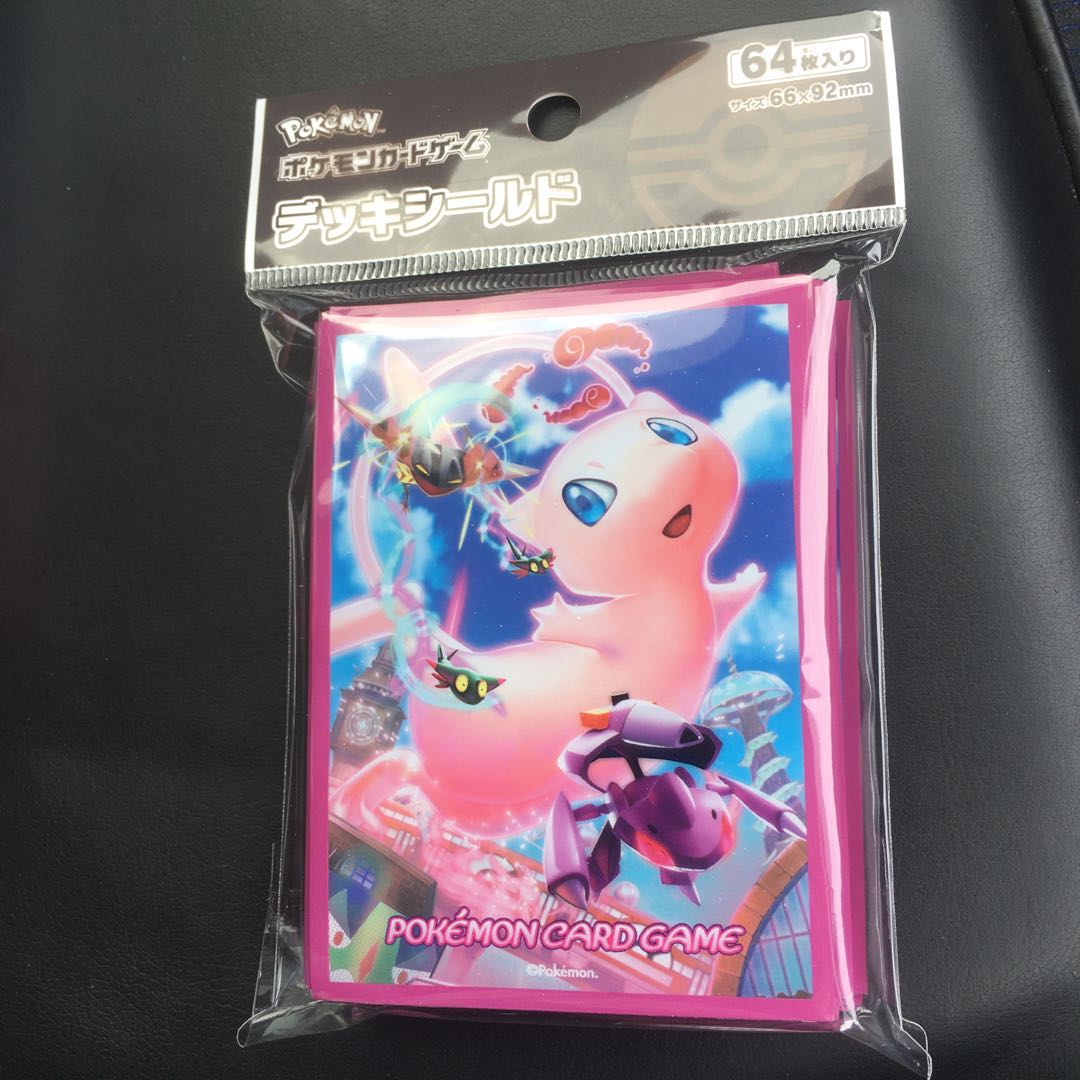 64枚入り
サイズ:66×92mm
Pokémon
ポケモンカードゲーム
デッキシールド
POKÉMON CARD GAME
©Pokémon.